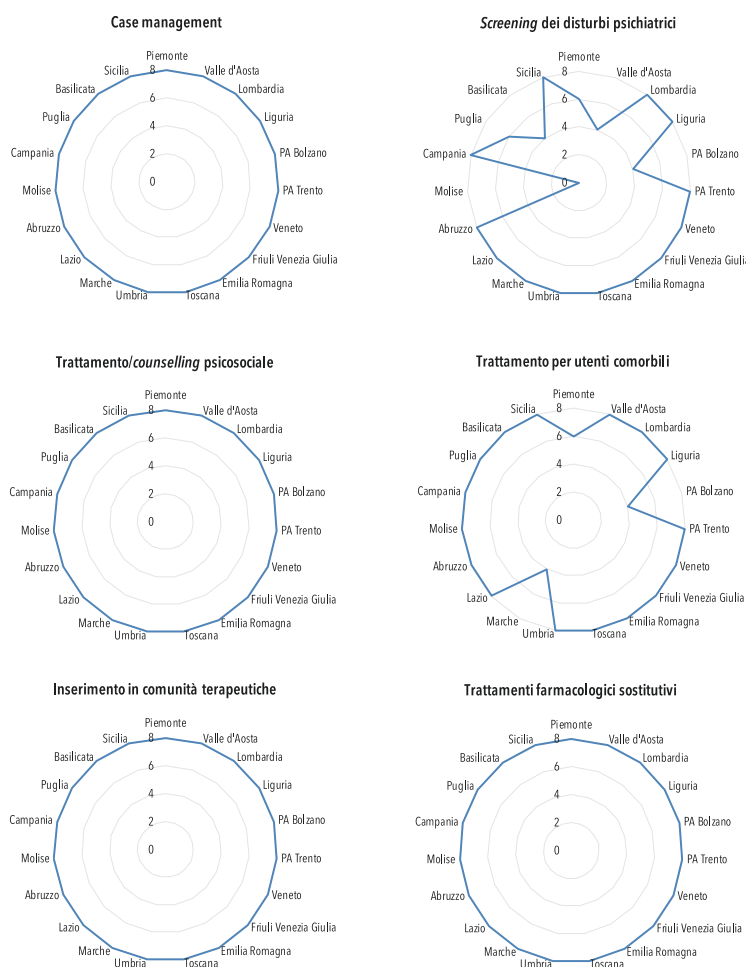 Case management
Piemonte
Valle d'Aosta
Lombardia
Liguria
PA Bolzano
PA Trento
Veneto
Friuli Venezia Giulia
Emilia Romagna
Toscana
Umbria
Marche
Lazio
Abruzzo
Molise
Campania
Puglia
Basilicata
Sicilia
8
6
4
2
0
Screening dei disturbi psichiatrici
Piemonte
Valle d'Aosta
Lombardia
Liguria
PA Bolzano
PA Trento
Veneto
Friuli Venezia Giulia
Emilia Romagna
Toscana
Umbria
Marche
Lazio
Abruzzo
Molise
Campania
Puglia
Basilicata
Sicilia
8
6
4
2
0
Trattamento/counselling psicosociale
Piemonte
Valle d'Aosta
Lombardia
Liguria
PA Bolzano
PA Trento
Veneto
Friuli Venezia Giulia
Emilia Romagna
Toscana
Umbria
Marche
Lazio
Abruzzo
Molise
Campania
Puglia
Basilicata
Sicilia
8
6
4
2
0
Trattamento per utenti comorbili
Piemonte
Valle d'Aosta
Lombardia
Liguria
PA Bolzano
PA Trento
Veneto
Friuli Venezia Giulia
Emilia Romagna
Toscana
Umbria
Marche
Lazio
Abruzzo
Molise
Campania
Puglia
Basilicata
Sicilia
8
6
4
2
0
Inserimento in comunità terapeutiche
Piemonte
Valle d'Aosta
Lombardia
Liguria
PA Bolzano
PA Trento
Veneto
Friuli Venezia Giulia
Emilia Romagna
Toscana
Umbria
Marche
Lazio
Abruzzo
Molise
Campania
Puglia
Basilicata
Sicilia
8
6
4
2
0
Trattamenti farmacologici sostitutivi
Piemonte
Valle d'Aosta
Lombardia
Liguria
PA Bolzano
PA Trento
Veneto
Friuli Venezia Giulia
Emilia Romagna
Toscana
Umbria
Marche
Lazio
Abruzzo
Molise
Campania
Puglia
Basilicata
Sicilia
8
6
4
2
0